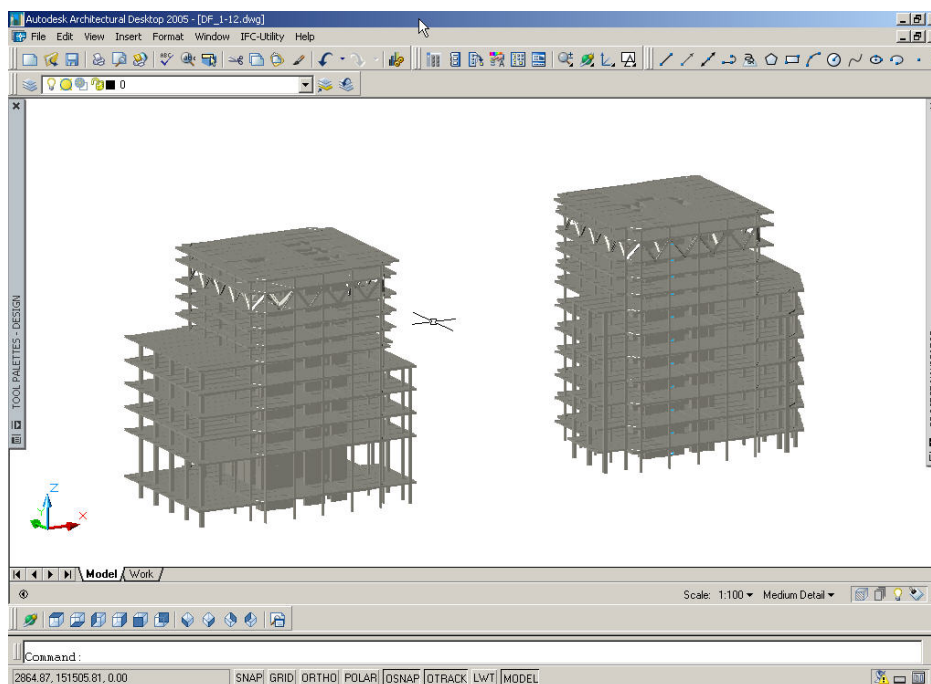 Autodesk Architectural Desktop 2005 - [DF_1-12.dwg]
File Edit View Insert Format Window IFC-Utility Help
0
TOOL PALETTES - DESIGN
Z
Y
X
Model Work
Scale: 1:100 Medium Detail
Command:
2864.87, 151505.81, 0.00 SNAP GRID ORTHO POLAR OSNAP OTRACK LWT MODEL